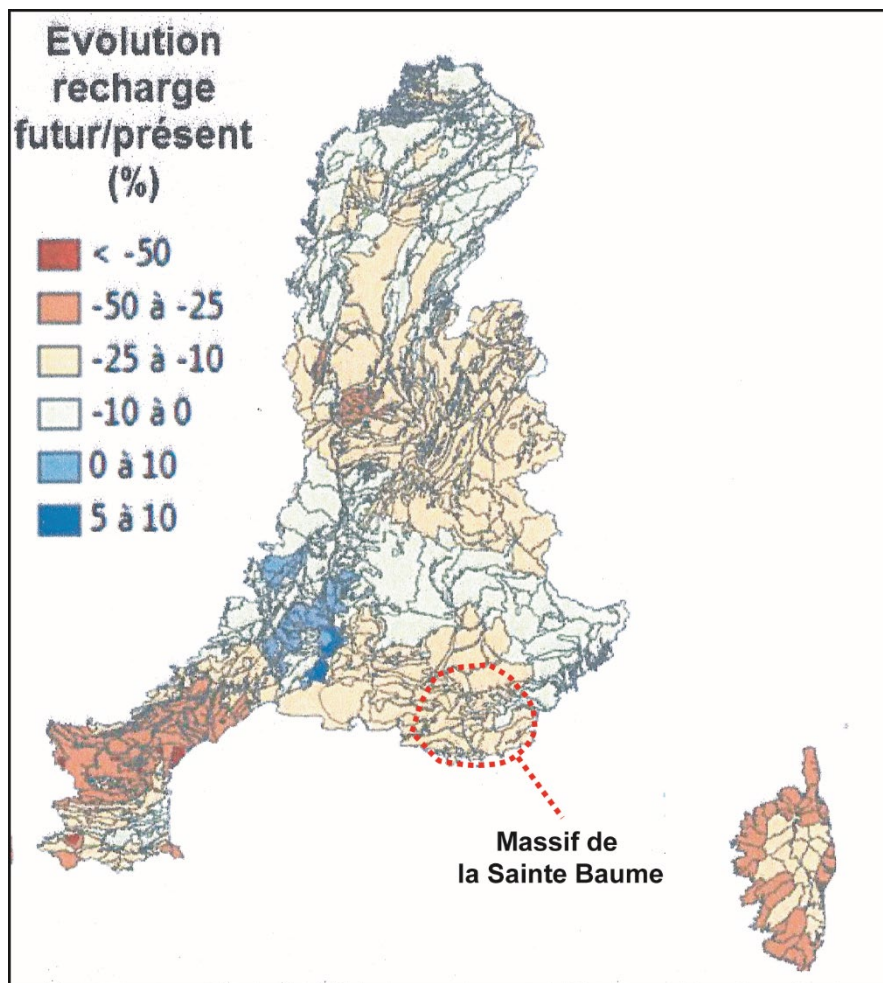 Evolution
recharge
futur/présent
(%)
< -50
-50 à -25
-25 à -10
-10 à 0
0 à 10
5 à 10
Massif de
la Sainte Baume